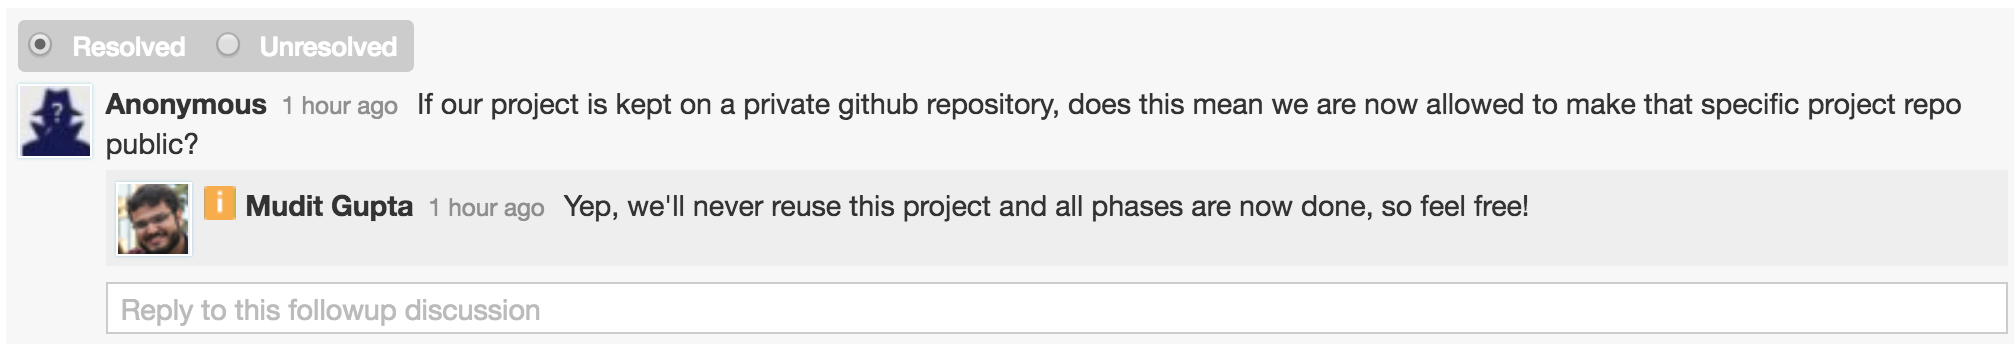 Resolved Unresolved
Anonymous 1 hour ago If our project is kept on a private github repository, does this mean we are now allowed to make that specific project repo
public?
i Mudit Gupta 1 hour ago Yep, we'll never reuse this project and all phases are now done, so feel free!
Reply to this followup discussion